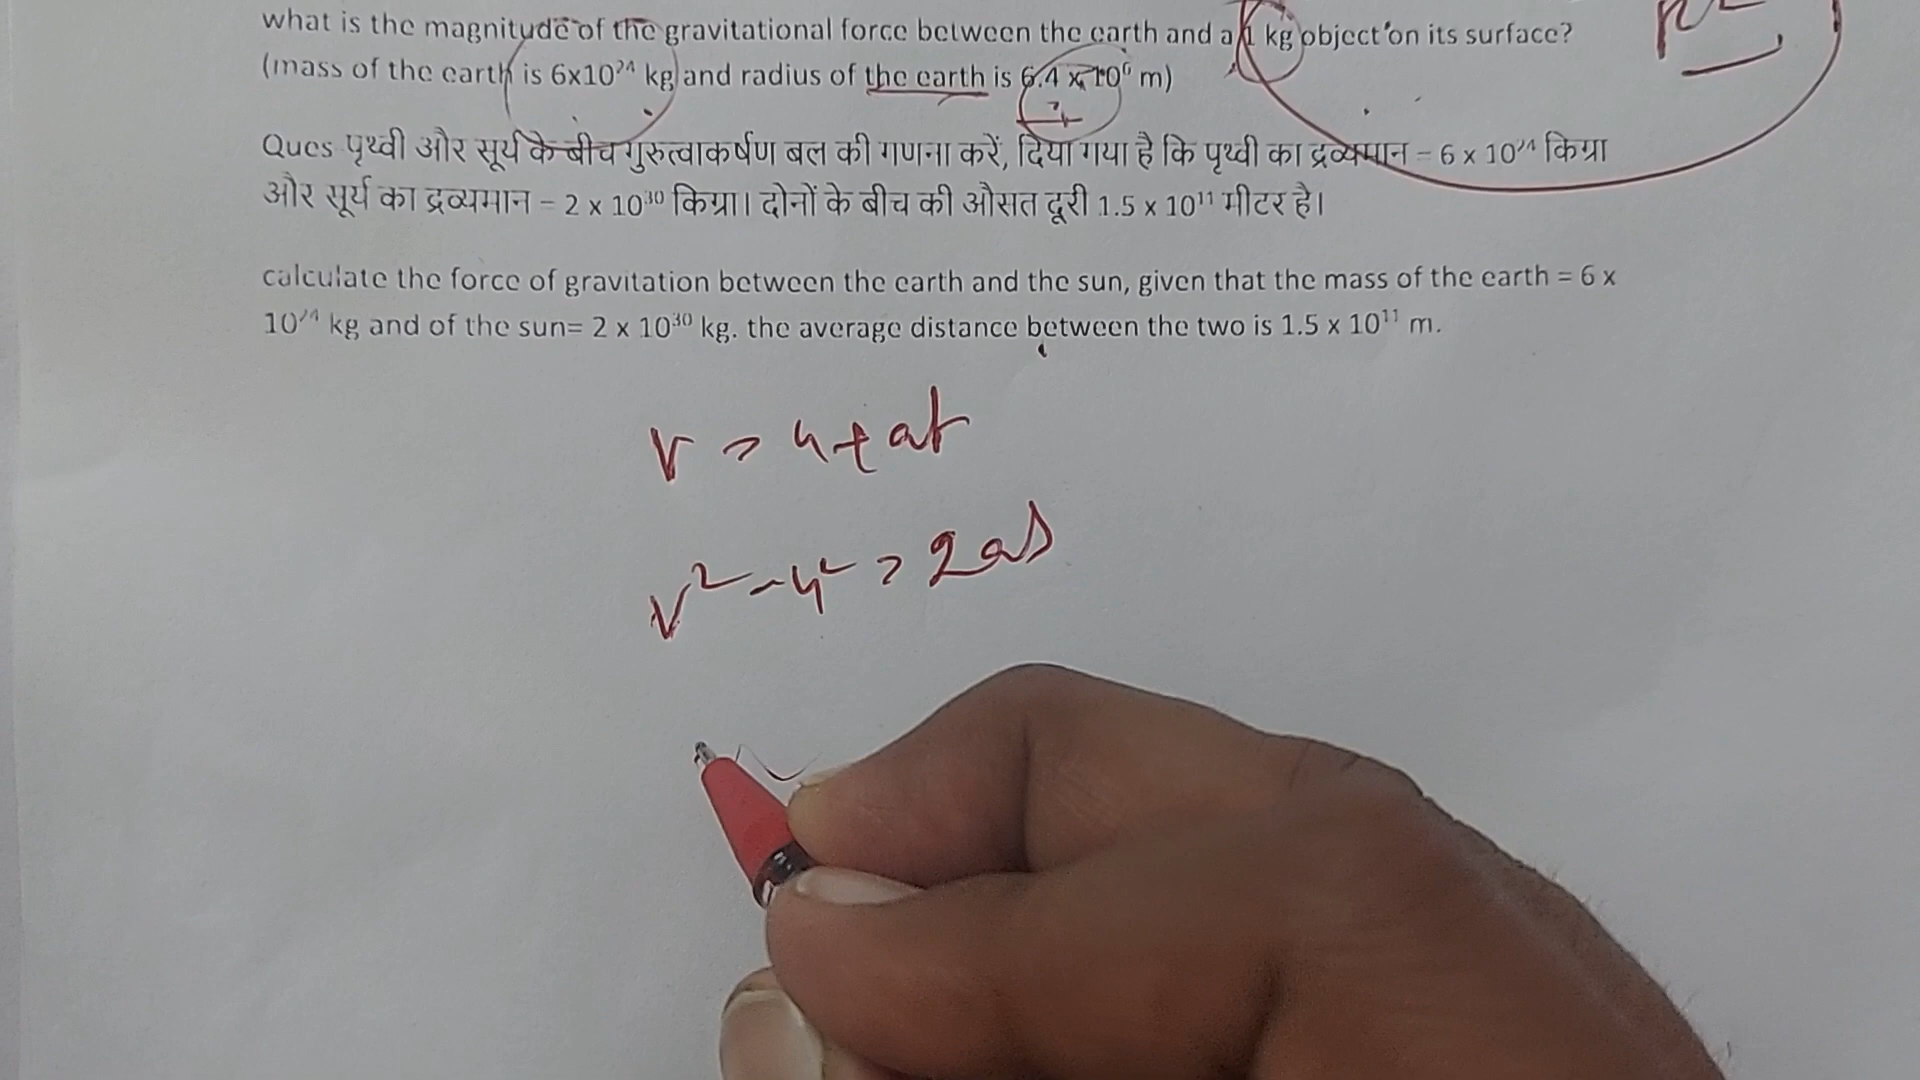 what is the magnitude of the gravitational force between the earth and a 1 kg object on its surface?
(mass of the earth is 6x10²⁴ kg and radius of the earth is 6.4 x 10⁶ m)
Ques पृथ्वी और सूर्य के बीच गुरुत्वाकर्षण बल की गणना करें, दिया गया है कि पृथ्वी का द्रव्यमान = 6 x 10²⁴ किग्रा
और सूर्य का द्रव्यमान = 2 x 10³⁰ किग्रा। दोनों के बीच की औसत दूरी 1.5 x 10¹¹ मीटर है।
calculate the force of gravitation between the earth and the sun, given that the mass of the earth = 6 x
10²⁴ kg and of the sun= 2 x 10³⁰ kg. the average distance between the two is 1.5 x 10¹¹ m.
v = u + at
v² - u² = 2as